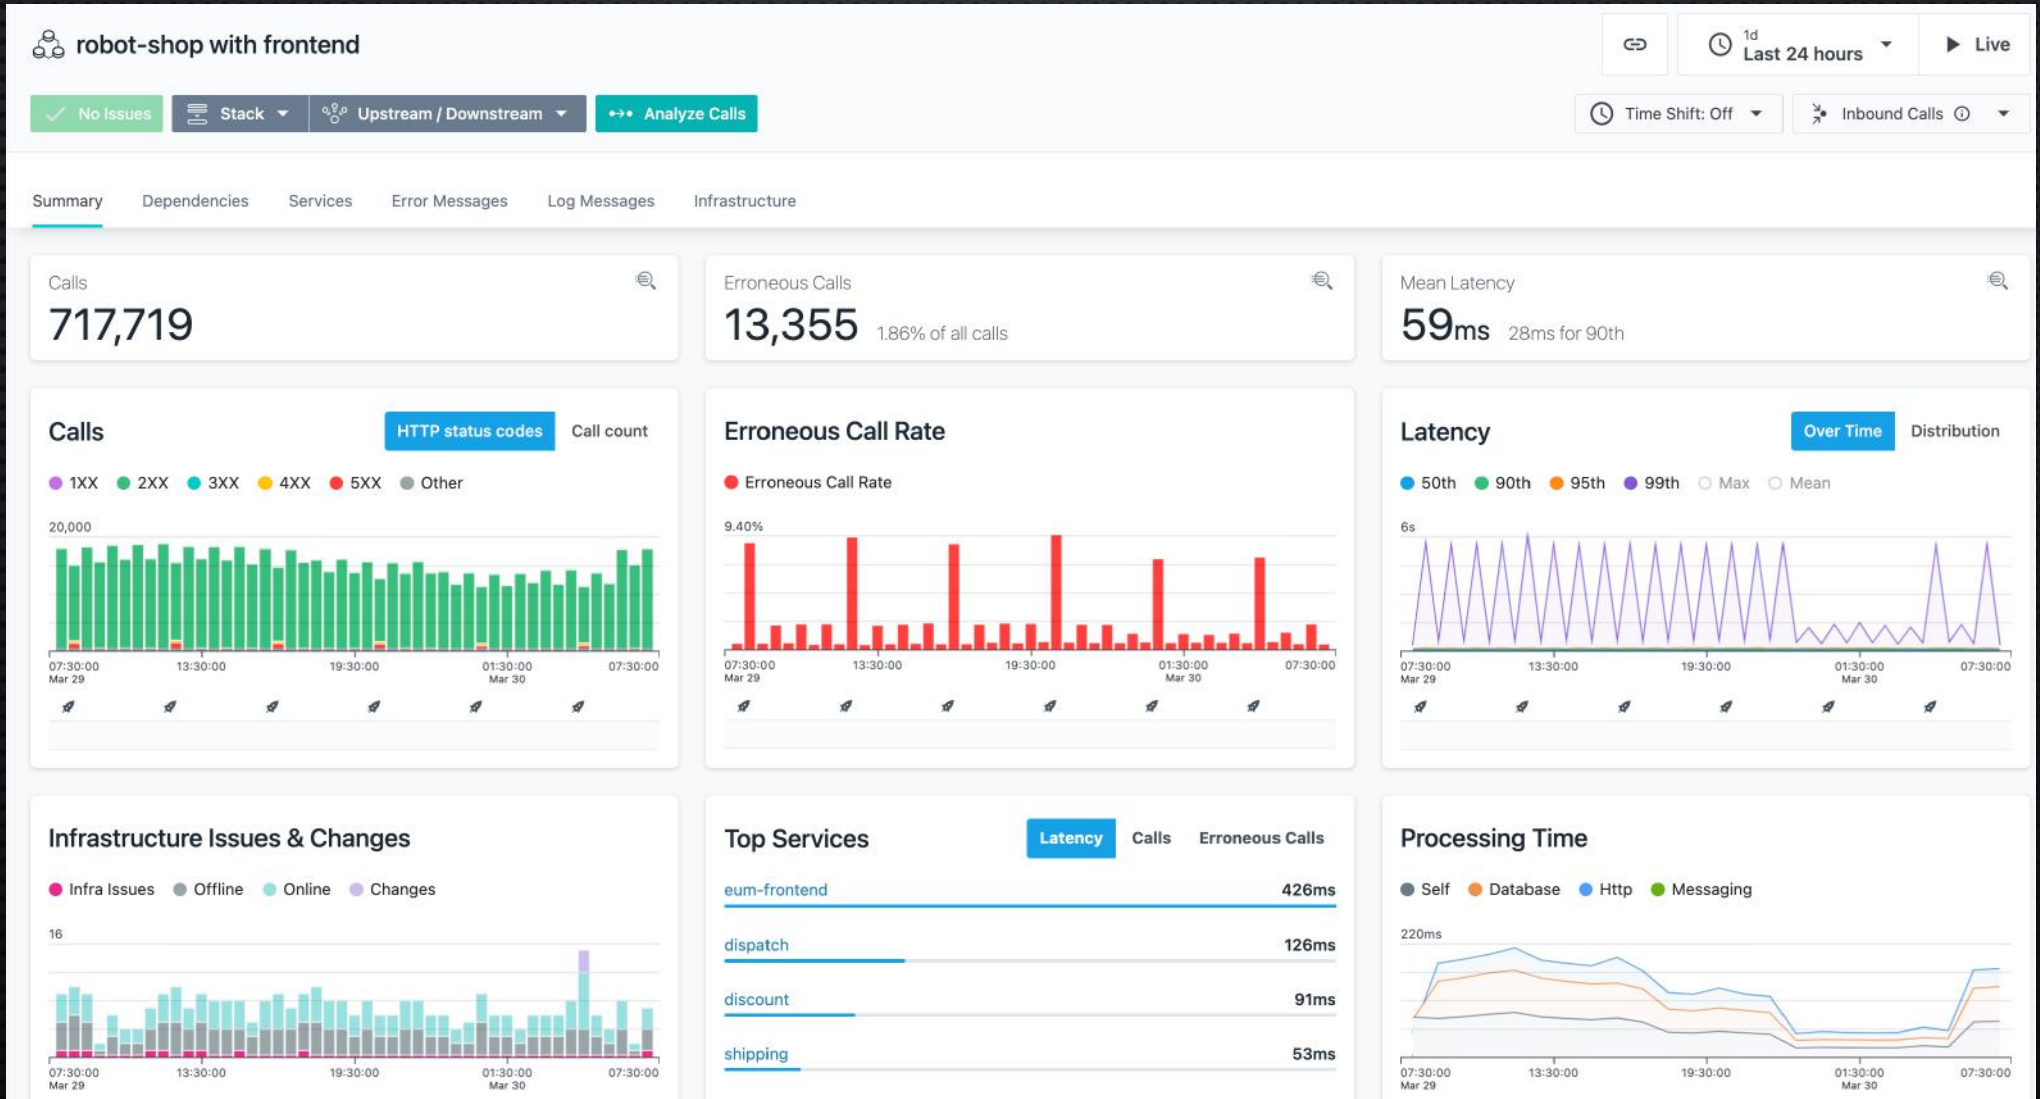 robot-shop with frontend
1d
Last 24 hours
Live
No Issues
Stack
Upstream / Downstream
Analyze Calls
Time Shift: Off
Inbound Calls
Summary
Dependencies
Services
Error Messages
Log Messages
Infrastructure
Calls
717,719
Erroneous Calls
13,355 1.86% of all calls
Mean Latency
59ms 28ms for 90th
Calls
HTTP status codes
Call count
1XX 2XX 3XX 4XX 5XX Other
20,000
07:30:00 13:30:00 19:30:00 01:30:00 07:30:00
Mar 29 Mar 30
Erroneous Call Rate
Erroneous Call Rate
9.40%
07:30:00 13:30:00 19:30:00 01:30:00 07:30:00
Mar 29 Mar 30
Latency
Over Time
Distribution
50th 90th 95th 99th Max Mean
6s
07:30:00 13:30:00 19:30:00 01:30:00 07:30:00
Mar 29 Mar 30
Infrastructure Issues & Changes
Infra Issues Offline Online Changes
16
07:30:00 13:30:00 19:30:00 01:30:00 07:30:00
Mar 29 Mar 30
Top Services
Latency
Calls
Erroneous Calls
eum-frontend 426ms
dispatch 126ms
discount 91ms
shipping 53ms
Processing Time
Self Database Http Messaging
220ms
07:30:00 13:30:00 19:30:00 01:30:00 07:30:00
Mar 29 Mar 30